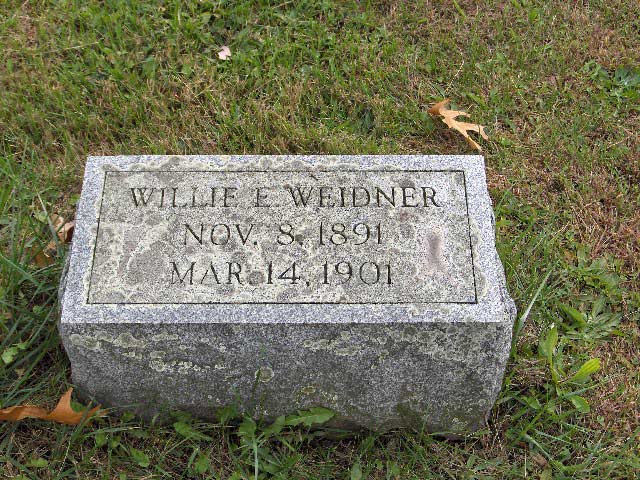 WILLIE E. WEIDNER
NOV. 8. 1891
MAR. 14, 1901